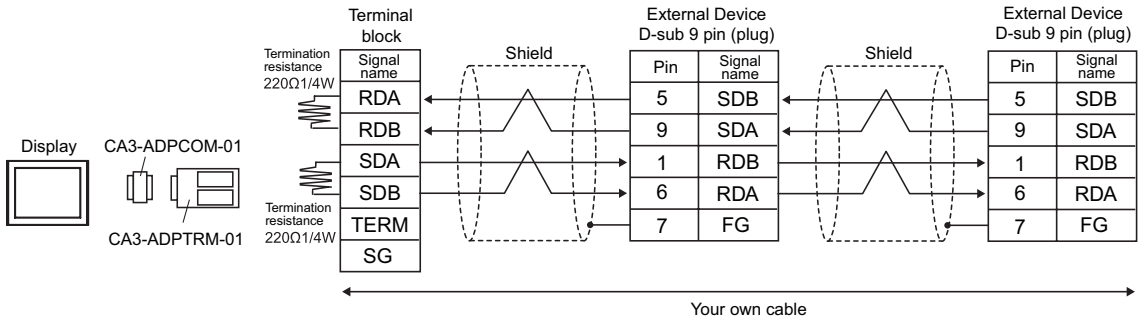 Display
CA3-ADPCOM-01
CA3-ADPTRM-01
Termination
resistance
220Ω1/4W
Termination
resistance
220Ω1/4W
Terminal
block
Signal
name
RDA
RDB
SDA
SDB
TERM
SG
Shield
External Device
D-sub 9 pin (plug)
Pin Signal
name
5 SDB
9 SDA
1 RDB
6 RDA
7 FG
Shield
External Device
D-sub 9 pin (plug)
Pin Signal
name
5 SDB
9 SDA
1 RDB
6 RDA
7 FG
Your own cable